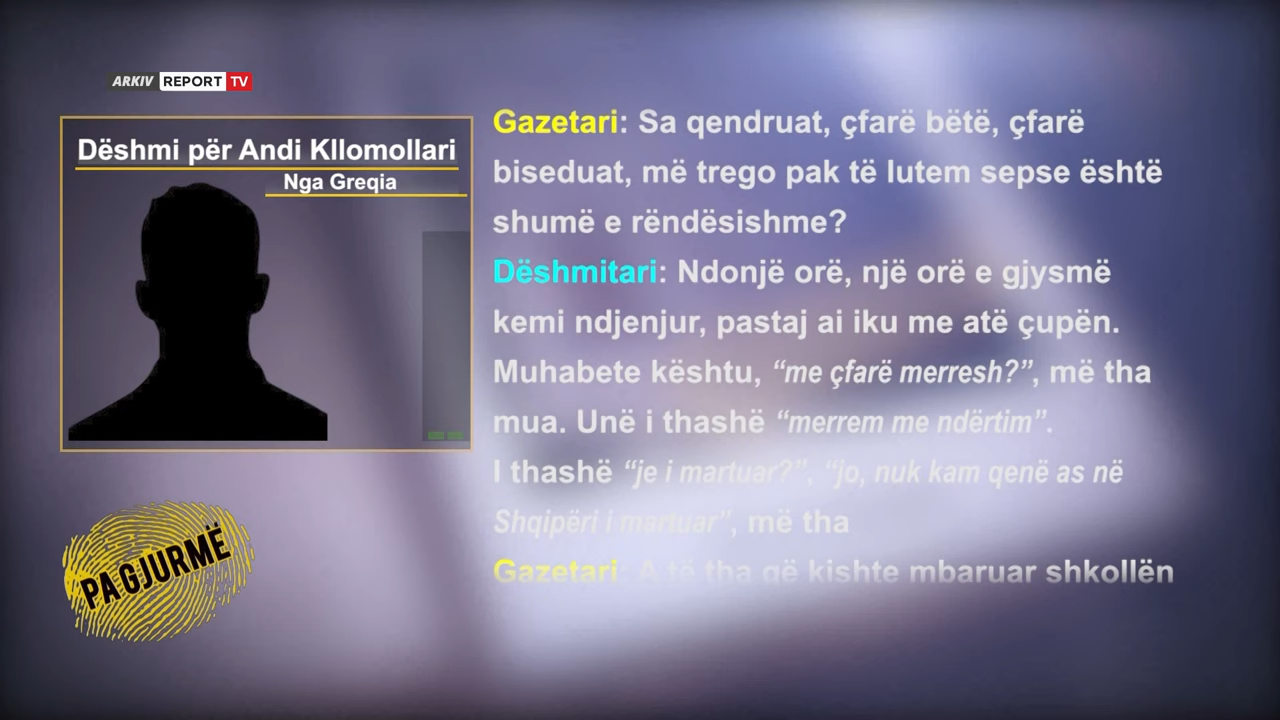 ARKIV REPORT TV
Dëshmi për Andi Kllomollari
Nga Greqia
Gazetari: Sa qendruat, çfarë bëtë, çfarë
biseduat, më trego pak të lutem sepse është
shumë e rëndësishme?
Dëshmitari: Ndonjë orë, një orë e gjysmë
kemi ndjenjur, pastaj ai iku me atë çupën.
Muhabete kështu, “me çfarë merresh?”, më tha
mua. Unë i thashë “merrem me ndërtim”.
I thashë “je i martuar?”, “jo, nuk kam qenë as në
Shqipëri i martuar”, më tha
Gazetari: A të tha që kishte mbaruar shkollën
PA GJURMË